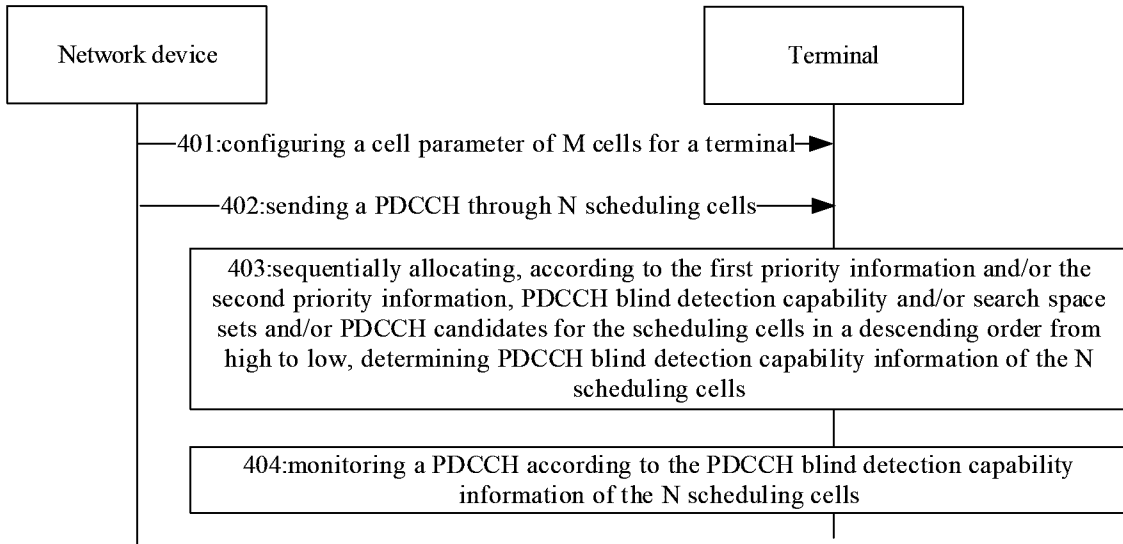 Network device
Terminal
401:configuring a cell parameter of M cells for a terminal
402:sending a PDCCH through N scheduling cells
403:sequentially allocating, according to the first priority information and/or the
second priority information, PDCCH blind detection capability and/or search space
sets and/or PDCCH candidates for the scheduling cells in a descending order from
high to low, determining PDCCH blind detection capability information of the N
scheduling cells
404:monitoring a PDCCH according to the PDCCH blind detection capability
information of the N scheduling cells